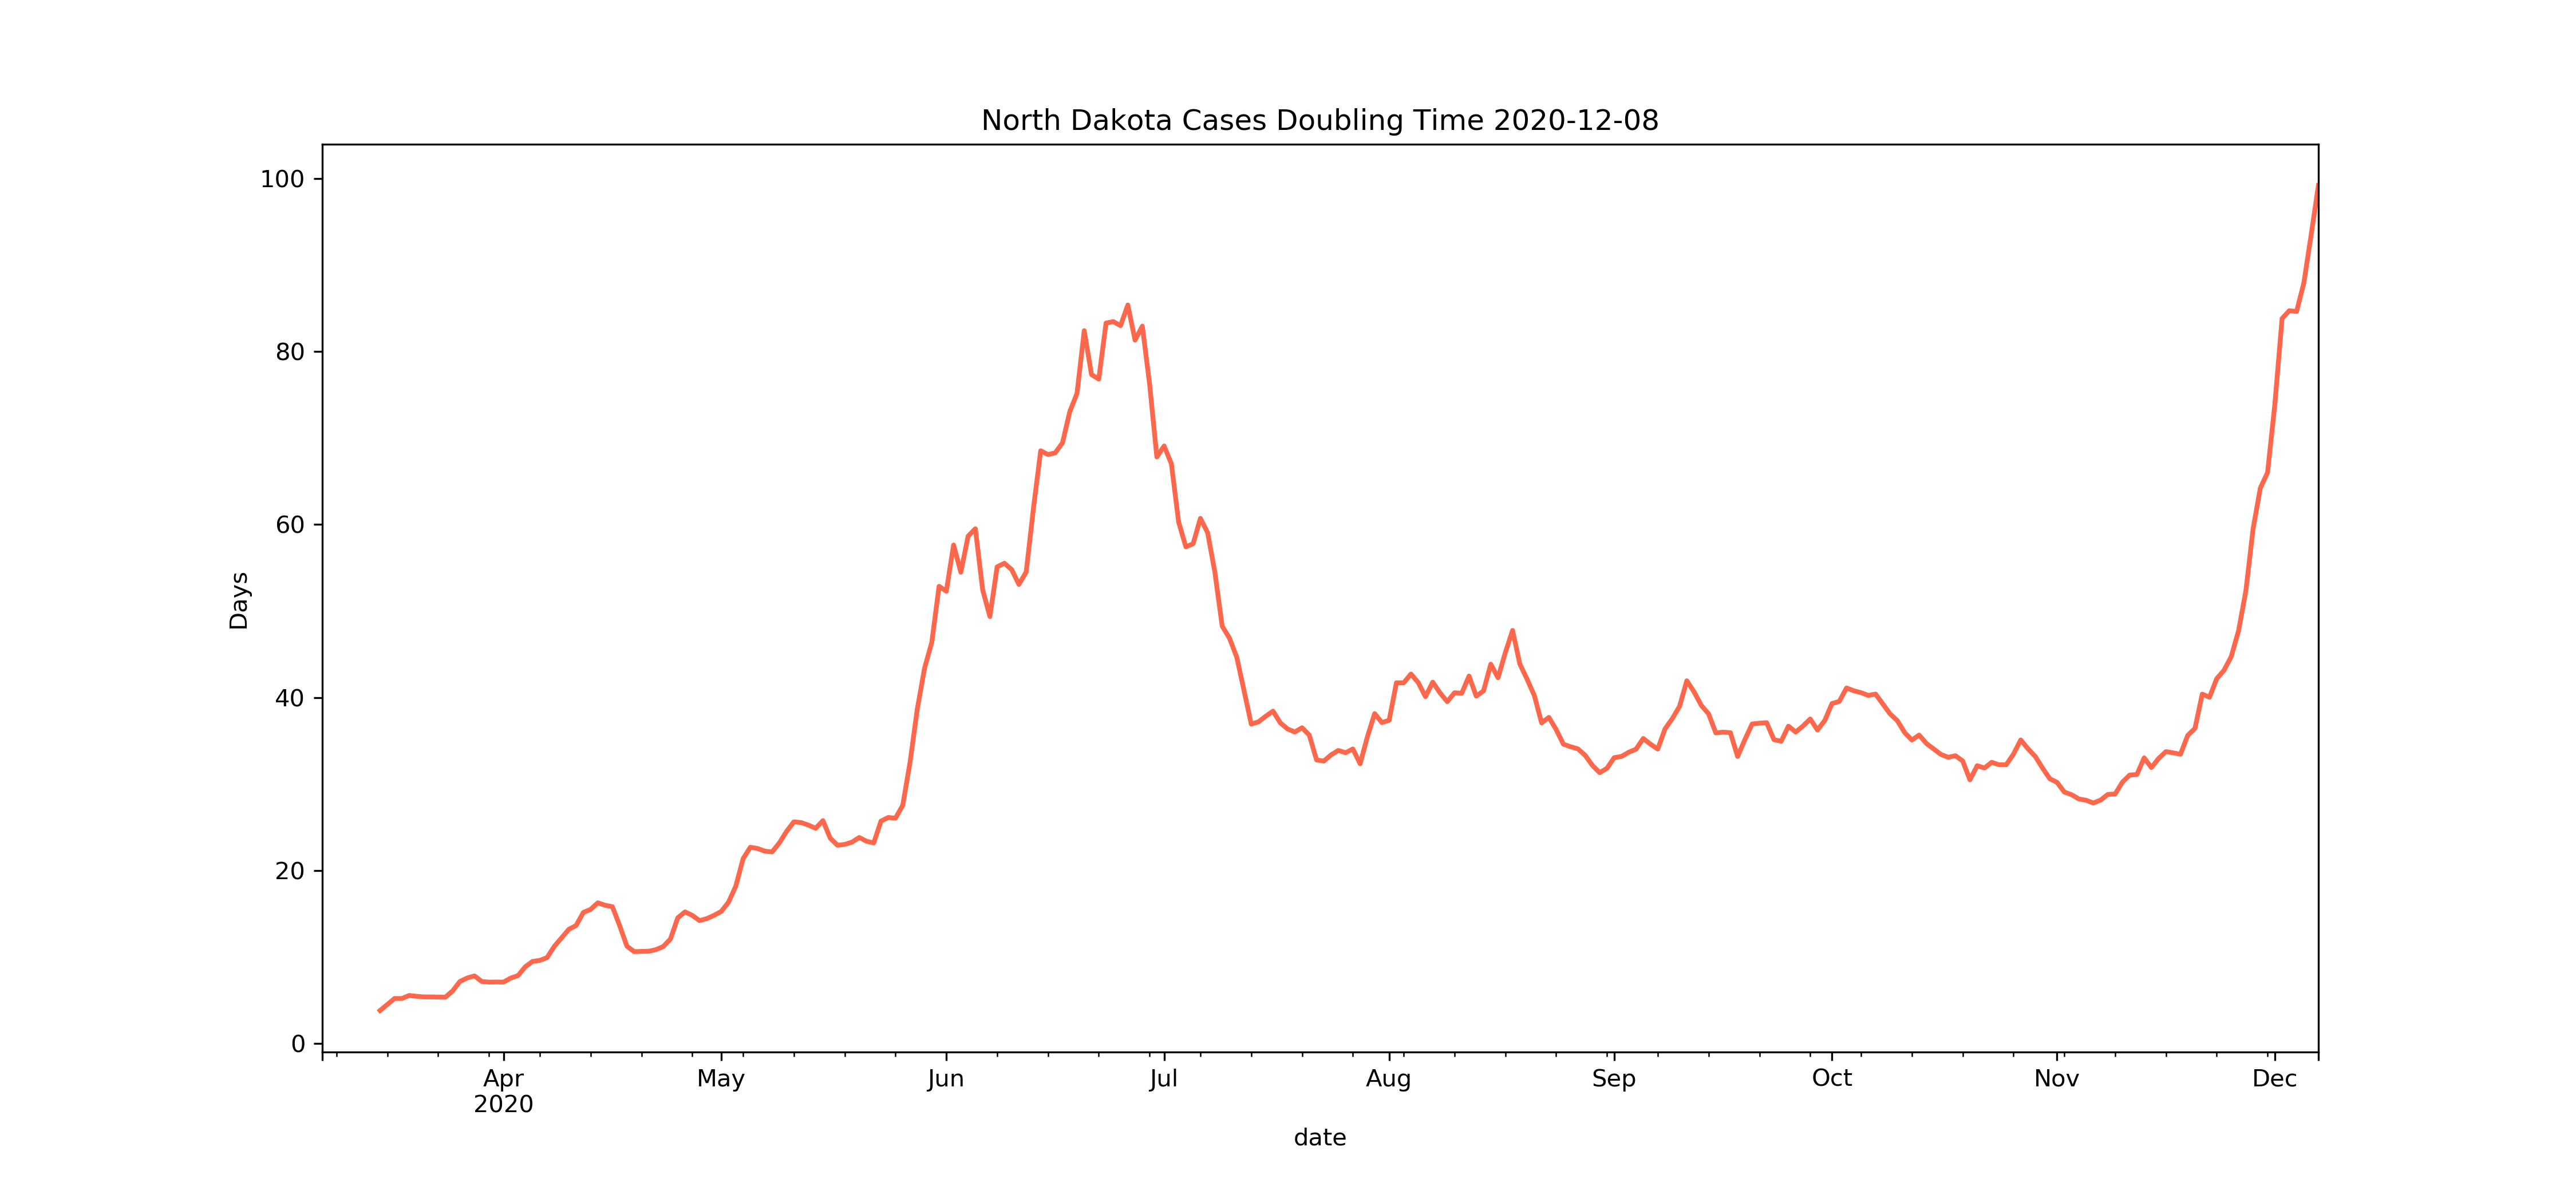 North Dakota Cases Doubling Time 2020-12-08
100
80
60
40
20
0
Days
Apr May Jun Jul Aug Sep Oct Nov Dec
2020
date